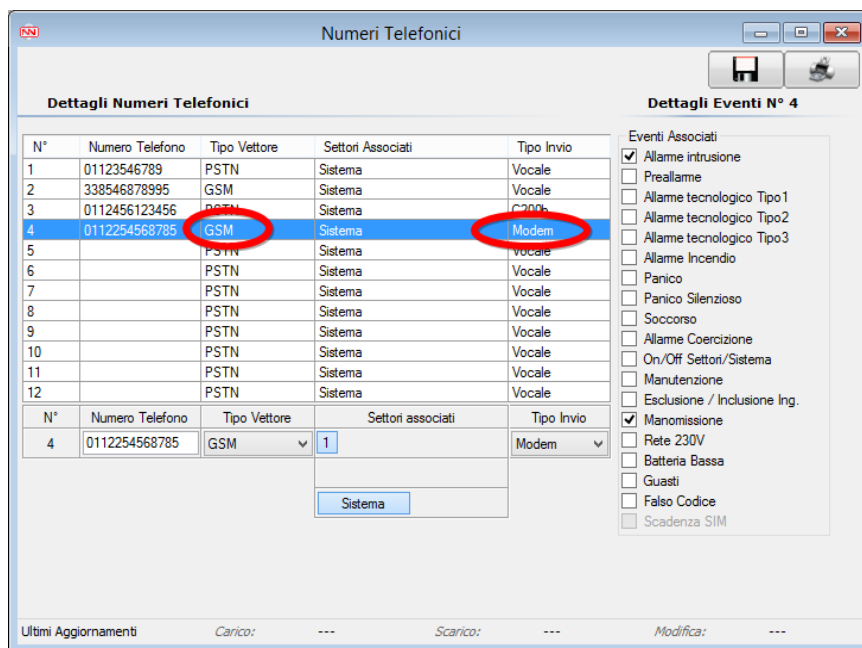 Numeri Telefonici
Dettagli Numeri Telefonici
Dettagli Eventi N° 4
N° Numero Telefono Tipo Vettore Settori Associati Tipo Invio
1 01123546789 PSTN Sistema Vocale
2 338546878995 GSM Sistema Vocale
3 0112456123456 PSTN Sistema C200b
4 0112254568785 GSM Sistema Modem
5 PSTN Sistema Vocale
6 PSTN Sistema Vocale
7 PSTN Sistema Vocale
8 PSTN Sistema Vocale
9 PSTN Sistema Vocale
10 PSTN Sistema Vocale
11 PSTN Sistema Vocale
12 PSTN Sistema Vocale
N° Numero Telefono Tipo Vettore Settori associati Tipo Invio
4 0112254568785 GSM 1 Modem
Sistema
Eventi Associati
Allarme intrusione
Preallarme
Allarme tecnologico Tipo1
Allarme tecnologico Tipo2
Allarme tecnologico Tipo3
Allarme Incendio
Panico
Panico Silenzioso
Soccorso
Allarme Coercizione
On/Off Settori/Sistema
Manutenzione
Esclusione / Inclusione Ing.
Manomissione
Rete 230V
Batteria Bassa
Guasti
Falso Codice
Scadenza SIM
Ultimi Aggiornamenti Carico: --- Scarico: --- Modifica: ---